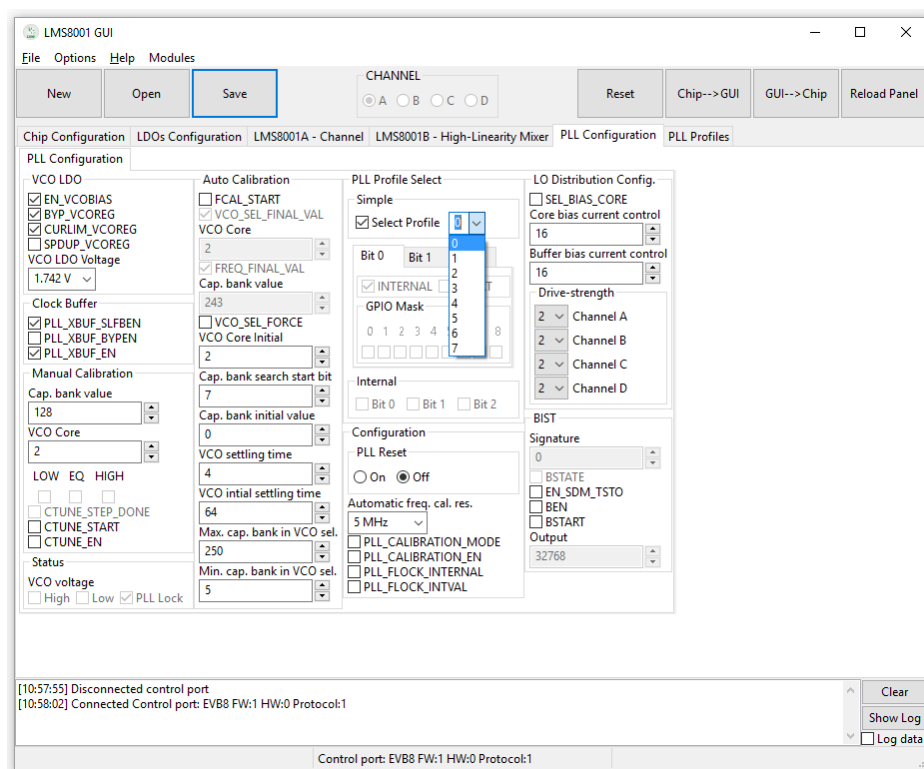 LMS8001 GUI
File Options Help Modules
New Open Save
CHANNEL
A B C D
Reset Chip-->GUI GUI-->Chip Reload Panel
Chip Configuration LDOs Configuration LMS8001A - Channel LMS8001B - High-Linearity Mixer PLL Configuration PLL Profiles
PLL Configuration
VCO LDO
EN_VCOBIAS
BYP_VCOREG
CURLIM_VCOREG
SPDUP_VCOREG
VCO LDO Voltage
1.742 V
Clock Buffer
PLL_XBUF_SLFBEN
PLL_XBUF_BYPEN
PLL_XBUF_EN
Manual Calibration
Cap. bank value
128
VCO Core
2
LOW EQ HIGH
CTUNE_STEP_DONE
CTUNE_START
CTUNE_EN
Status
VCO voltage
High Low PLL Lock
Auto Calibration
FCAL_START
VCO_SEL_FINAL_VAL
VCO Core
2
FREQ_FINAL_VAL
Cap. bank value
243
VCO_SEL_FORCE
VCO Core Initial
2
Cap. bank search start bit
7
Cap. bank initial value
0
VCO settling time
4
VCO intial settling time
64
Max. cap. bank in VCO sel.
250
Min. cap. bank in VCO sel.
5
PLL Profile Select
Simple
Select Profile 0
0
1
2
3
4
5
6
7
Bit 0 Bit 1
INTERNAL T
GPIO Mask
0 1 2 3 4 8
Internal
Bit 0 Bit 1 Bit 2
Configuration
PLL Reset
On Off
Automatic freq. cal. res.
5 MHz
PLL_CALIBRATION_MODE
PLL_CALIBRATION_EN
PLL_FLOCK_INTERNAL
PLL_FLOCK_INTVAL
LO Distribution Config.
SEL_BIAS_CORE
Core bias current control
16
Buffer bias current control
16
Drive-strength
2 Channel A
2 Channel B
2 Channel C
2 Channel D
BIST
Signature
0
BSTATE
EN_SDM_TSTO
BEN
BSTART
Output
32768
[10:57:55] Disconnected control port
[10:58:02] Connected Control port: EVB8 FW:1 HW:0 Protocol:1
Clear
Show Log
Log data
Control port: EVB8 FW:1 HW:0 Protocol:1